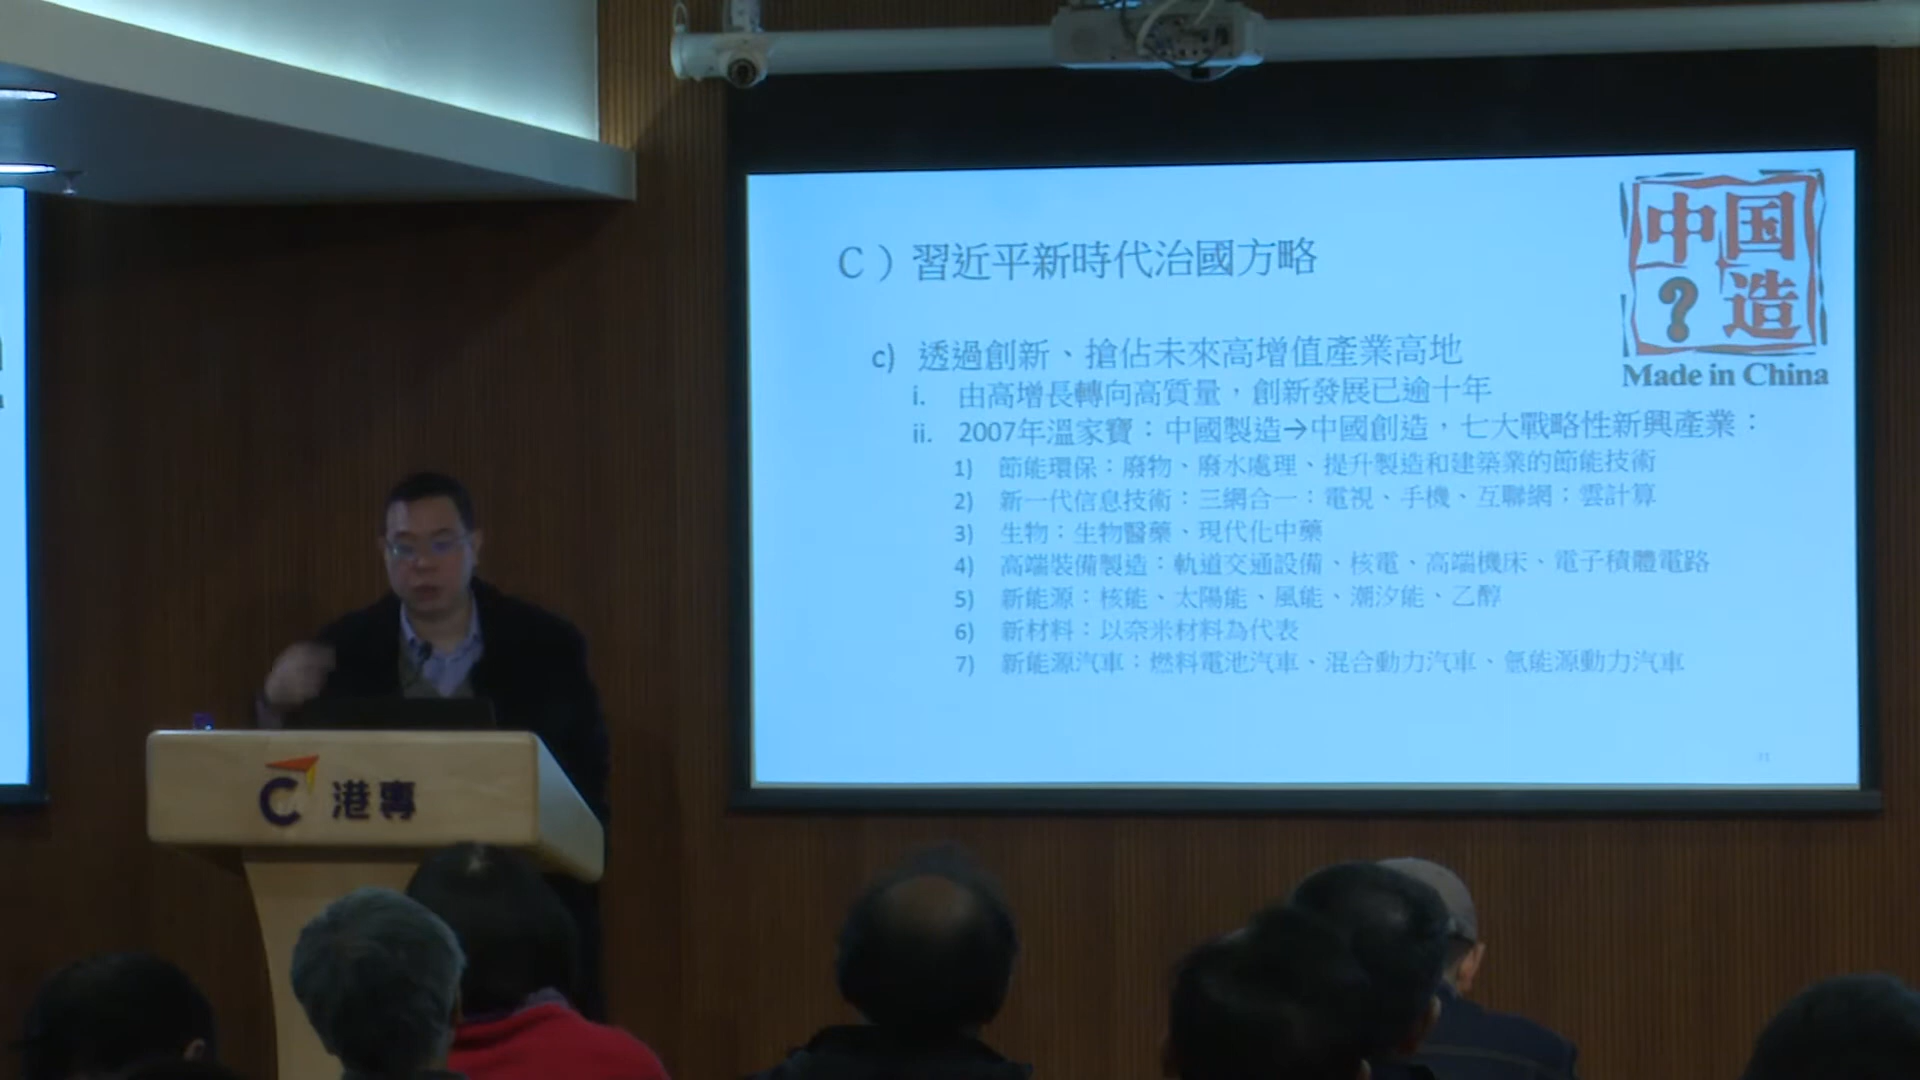 C）習近平新時代治國方略
中国
?造
Made in China
c) 透過創新、搶佔未來高增值產業高地
i. 由高增長轉向高質量，創新發展已逾十年
ii. 2007年溫家寶：中國製造→中國創造，七大戰略性新興產業：
1) 節能環保：廢物、廢水處理、提升製造和建築業的節能技術
2) 新一代信息技術：三網合一：電視、手機、互聯網；雲計算
3) 生物：生物醫藥、現代化中藥
4) 高端裝備製造：軌道交通設備、核電、高端機床、電子積體電路
5) 新能源：核能、太陽能、風能、潮汐能、乙醇
6) 新材料：以奈米材料為代表
7) 新能源汽車：燃料電池汽車、混合動力汽車、氫能源動力汽車
港專